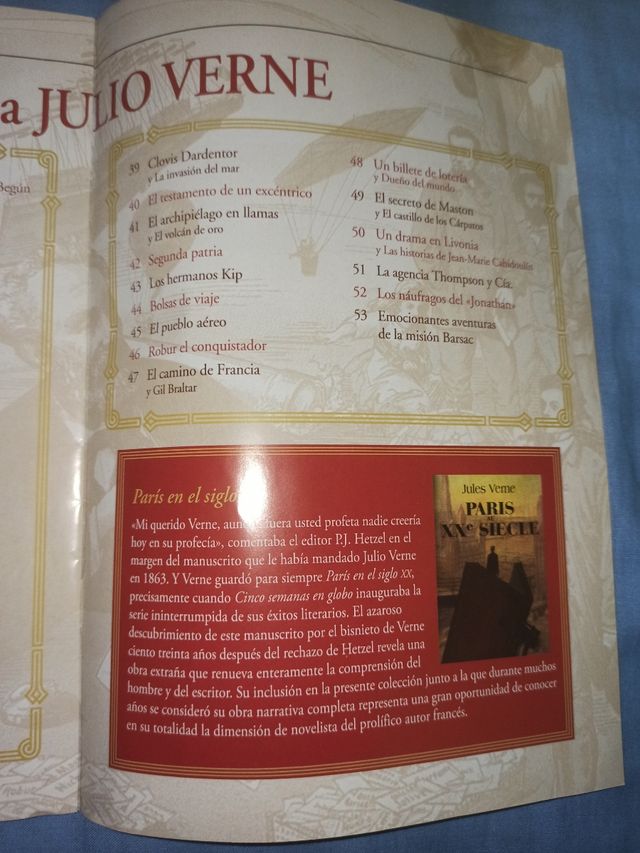 a JULIO VERNE
Begún
39 Clovis Dardentor
y La invasión del mar
40 El testamento de un excéntrico
41 El archipiélago en llamas
y El volcán de oro
42 Segunda patria
43 Los hermanos Kip
44 Bolsas de viaje
45 El pueblo aéreo
46 Robur el conquistador
47 El camino de Francia
y Gil Braltar
48 Un billete de lotería
y Dueño del mundo
49 El secreto de Maston
y El castillo de los Cárpatos
50 Un drama en Livonia
y Las historias de Jean-Marie Cabidoulin
51 La agencia Thompson y Cía.
52 Los náufragos del «Jonathan»
53 Emocionantes aventuras
de la misión Barsac
París en el siglo
«Mi querido Verne, aunque fuera usted profeta nadie creería
hoy en su profecía», comentaba el editor P.J. Hetzel en el
margen del manuscrito que le había mandado Julio Verne
en 1863. Y Verne guardó para siempre París en el siglo XX,
precisamente cuando Cinco semanas en globo inauguraba la
serie ininterrumpida de sus éxitos literarios. El azaroso
descubrimiento de este manuscrito por el bisnieto de Verne
ciento treinta años después del rechazo de Hetzel revela una
obra extraña que renueva enteramente la comprensión del
hombre y del escritor. Su inclusión en la presente colección junto a la que durante muchos
años se consideró su obra narrativa completa representa una gran oportunidad de conocer
en su totalidad la dimensión de novelista del prolífico autor francés.
Jules Verne
PARIS
AU
XXe SIECLE